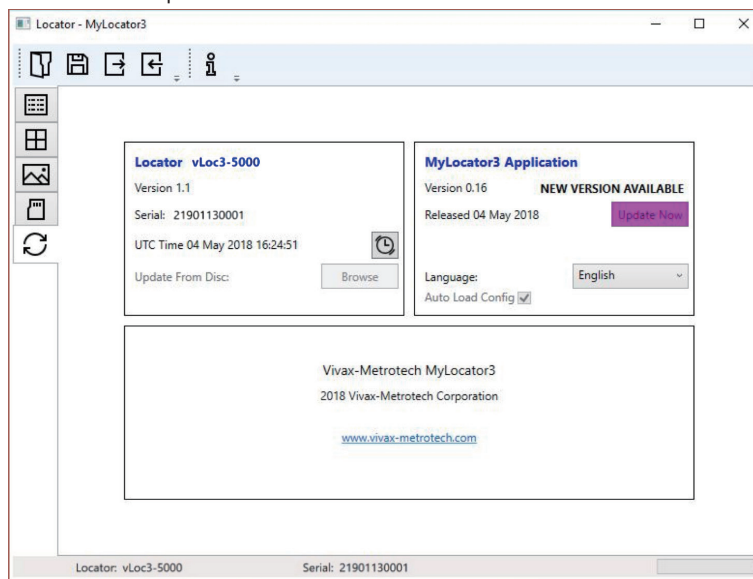 Locator - MyLocator3
Locator vLoc3-5000
Version 1.1
Serial: 21901130001
UTC Time 04 May 2018 16:24:51
Update From Disc: Browse
MyLocator3 Application
Version 0.16 NEW VERSION AVAILABLE
Released 04 May 2018 Update Now
Language: English
Auto Load Config
Vivax-Metrotech MyLocator3
2018 Vivax-Metrotech Corporation
www.vivax-metrotech.com
Locator: vLoc3-5000 Serial: 21901130001